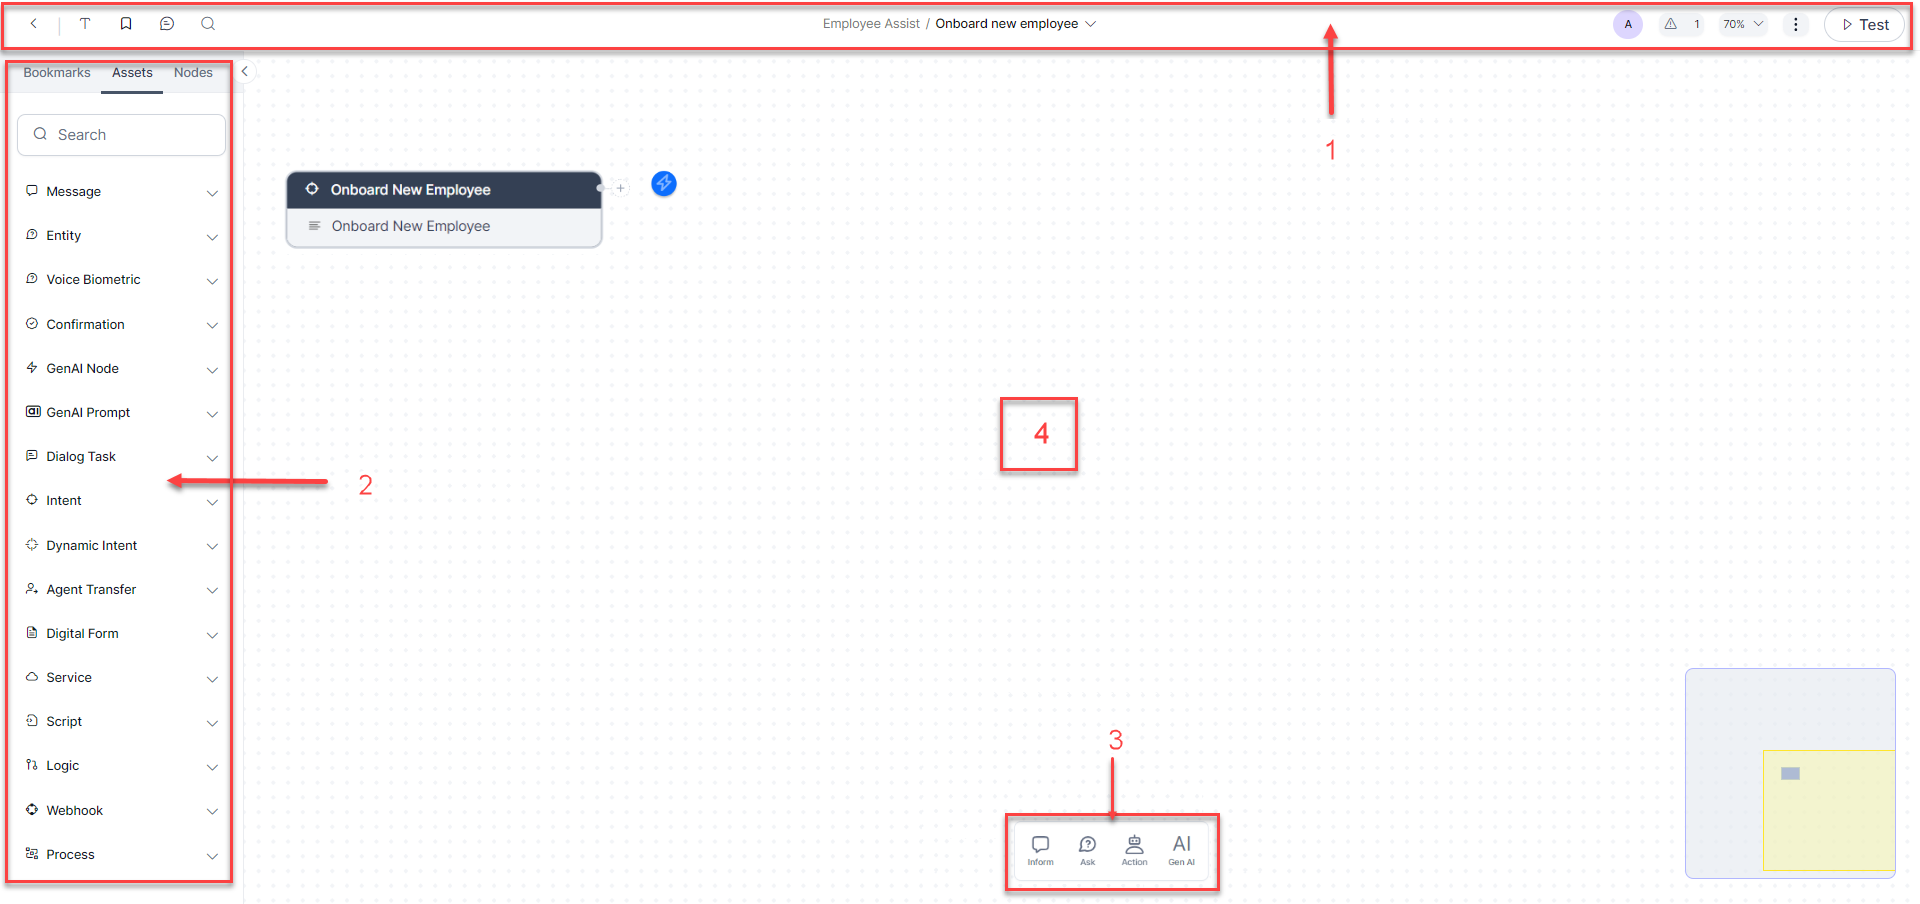 Employee Assist / Onboard new employee
A
1
70%
Test
Bookmarks Assets Nodes
Search
Message
Entity
Voice Biometric
Confirmation
GenAI Node
GenAI Prompt
Dialog Task
Intent
Dynamic Intent
Agent Transfer
Digital Form
Service
Script
Logic
Webhook
Process
Onboard New Employee
Onboard New Employee
1
2
4
3
AI
Inform Ask Action Gen AI